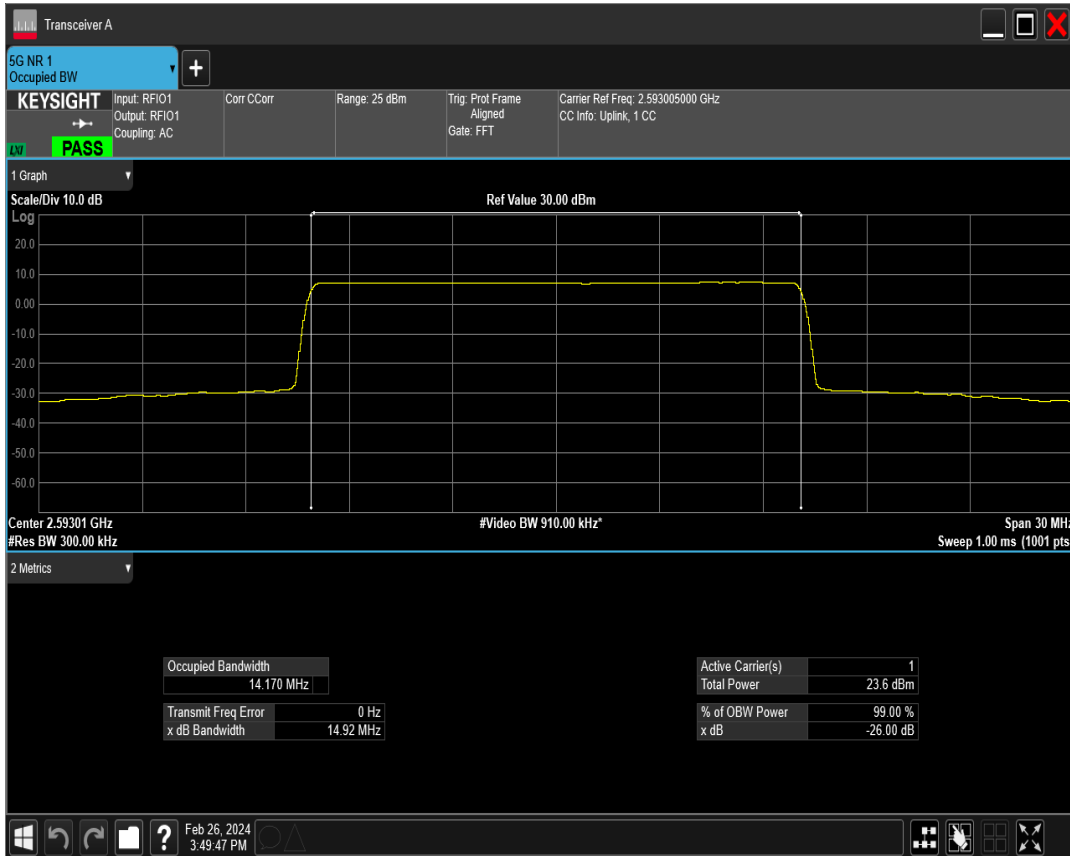 Transceiver A
5G NR 1
Occupied BW
+
KEYSIGHT
Input: RFIO1
Output: RFIO1
Coupling: AC
Corr CCorr
Range: 25 dBm
Trig: Prot Frame
Aligned
Gate: FFT
Carrier Ref Freq: 2.593005000 GHz
CC Info: Uplink, 1 CC
LXI
PASS
1 Graph
Scale/Div 10.0 dB
Ref Value 30.00 dBm
Log
20.0
10.0
0.00
-10.0
-20.0
-30.0
-40.0
-50.0
-60.0
Center 2.59301 GHz
#Video BW 910.00 kHz*
Span 30 MHz
#Res BW 300.00 kHz
Sweep 1.00 ms (1001 pts
2 Metrics
Occupied Bandwidth
14.170 MHz
Transmit Freq Error 0 Hz
x dB Bandwidth 14.92 MHz
Active Carrier(s) 1
Total Power 23.6 dBm
% of OBW Power 99.00 %
x dB -26.00 dB
?
Feb 26, 2024
3:49:47 PM